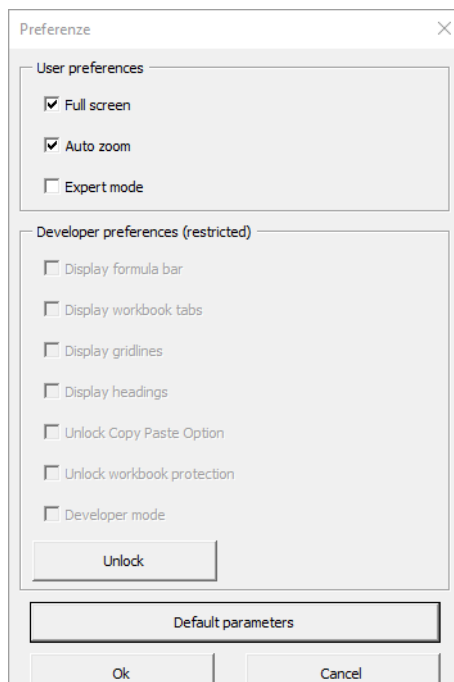 Preferenze
User preferences
Full screen
Auto zoom
Expert mode
Developer preferences (restricted)
Display formula bar
Display workbook tabs
Display gridlines
Display headings
Unlock Copy Paste Option
Unlock workbook protection
Developer mode
Unlock
Default parameters
Ok Cancel